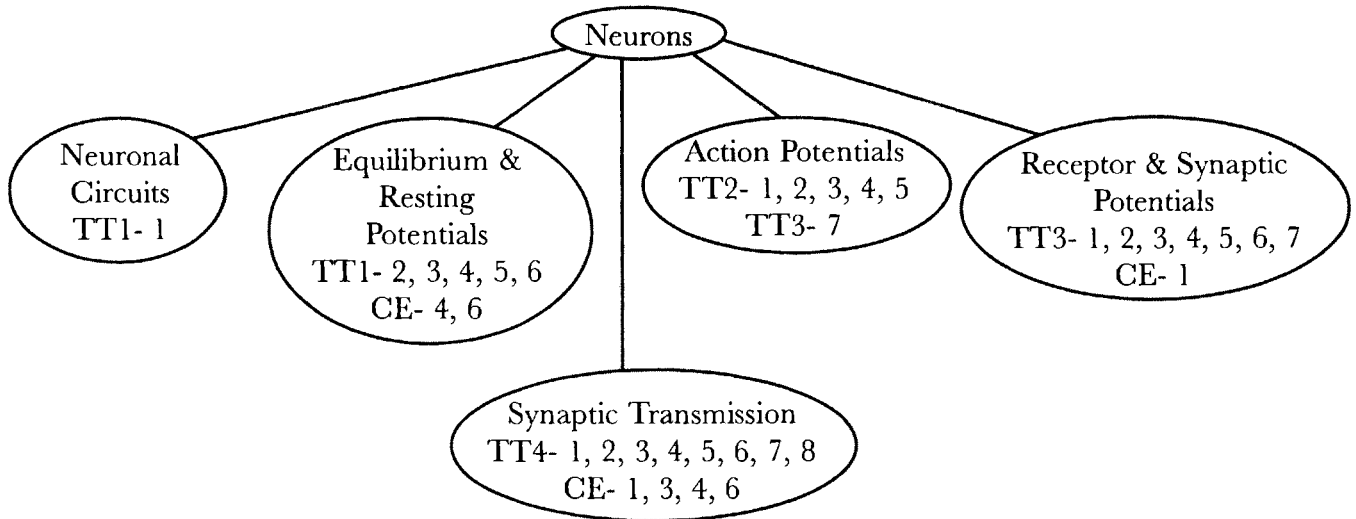 Neurons
Neuronal
Circuits
TT1- 1
Equilibrium &
Resting
Potentials
TT1- 2, 3, 4, 5, 6
CE- 4, 6
Action Potentials
TT2- 1, 2, 3, 4, 5
TT3- 7
Receptor & Synaptic
Potentials
TT3- 1, 2, 3, 4, 5, 6, 7
CE- 1
Synaptic Transmission
TT4- 1, 2, 3, 4, 5, 6, 7, 8
CE- 1, 3, 4, 6